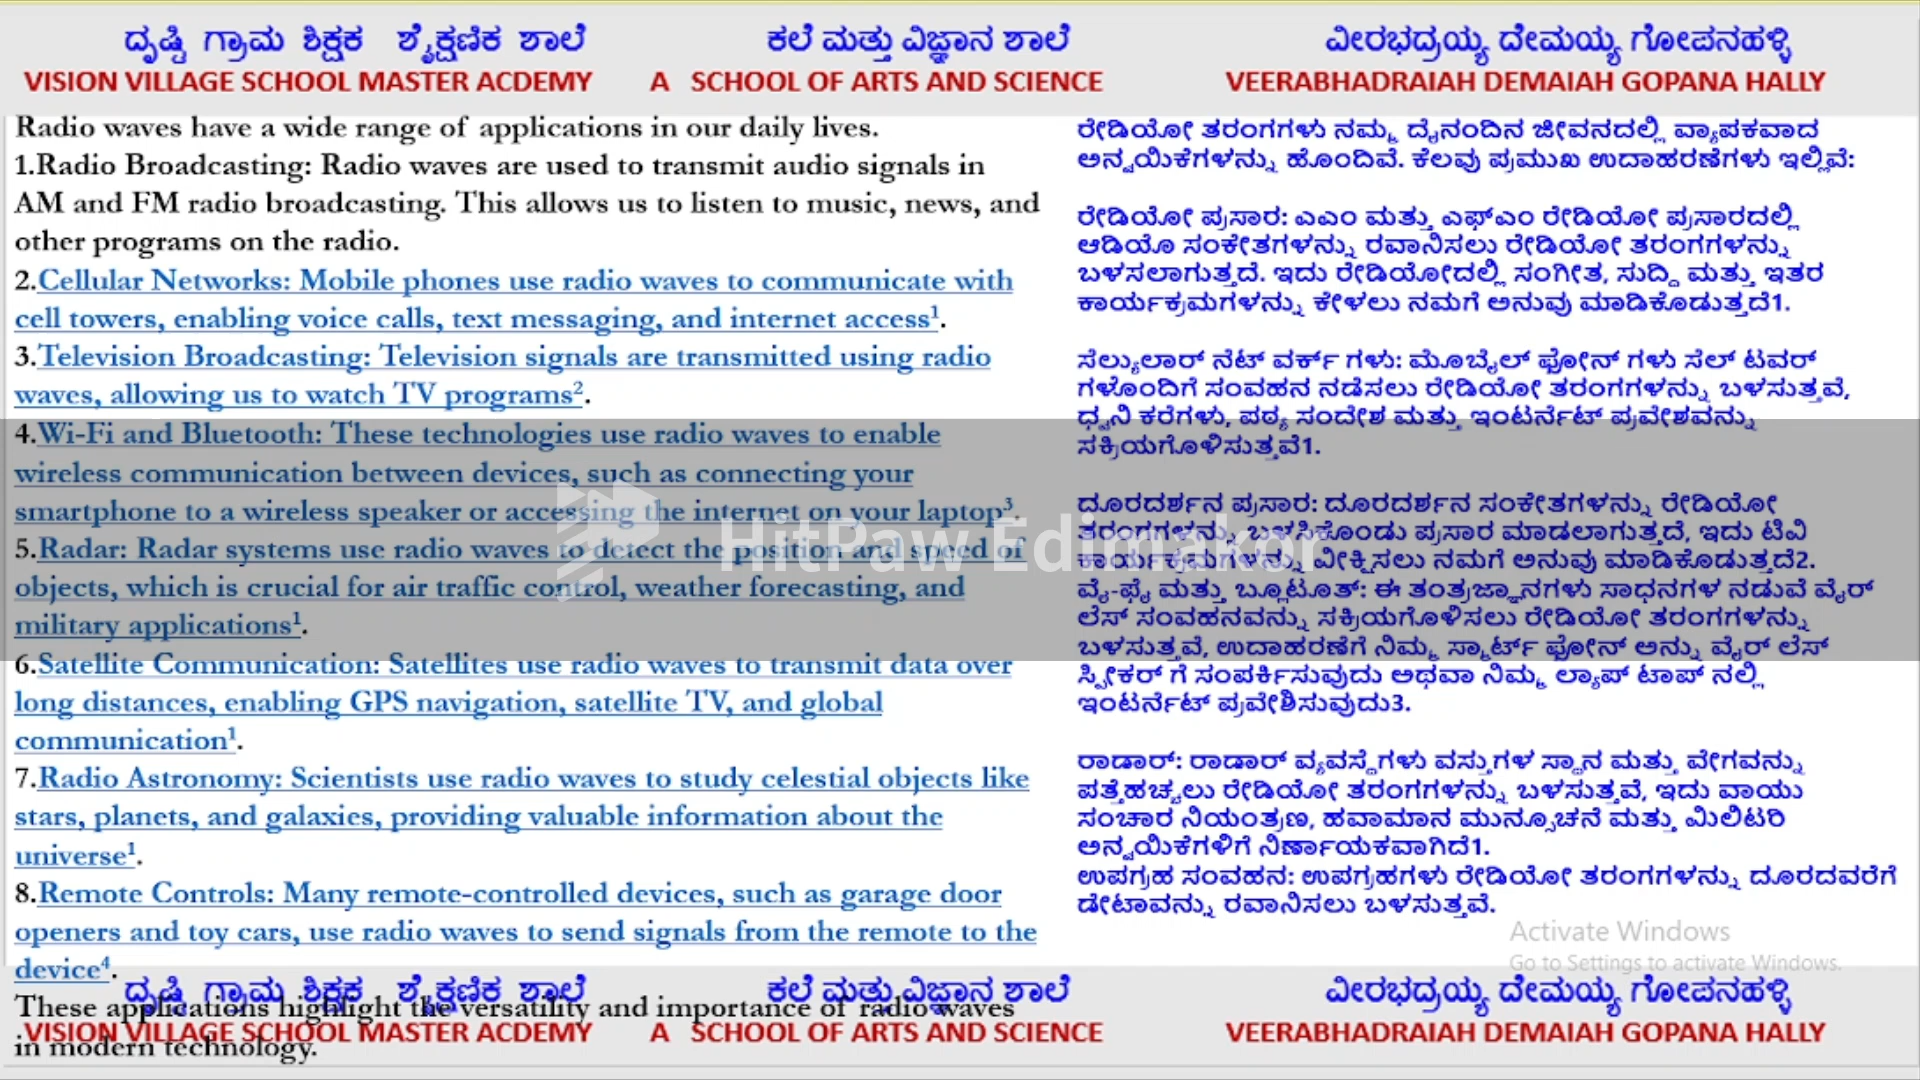 ದೃಷ್ಟಿ ಗ್ರಾಮ ಶಿಕ್ಷಕ ಶೈಕ್ಷಣಿಕ ಶಾಲೆ ಕಲೆ ಮತ್ತು ವಿಜ್ಞಾನ ಶಾಲೆ ವೀರಭದ್ರಯ್ಯ ದೇಮಯ್ಯ ಗೋಪನಹಳ್ಳಿ
VISION VILLAGE SCHOOL MASTER ACDEMY A SCHOOL OF ARTS AND SCIENCE VEERABHADRAIAH DEMAIAH GOPANA HALLY
Radio waves have a wide range of applications in our daily lives.
1.Radio Broadcasting: Radio waves are used to transmit audio signals in
AM and FM radio broadcasting. This allows us to listen to music, news, and
other programs on the radio.
2.Cellular Networks: Mobile phones use radio waves to communicate with
cell towers, enabling voice calls, text messaging, and internet access¹.
3.Television Broadcasting: Television signals are transmitted using radio
waves, allowing us to watch TV programs².
4.Wi-Fi and Bluetooth: These technologies use radio waves to enable
wireless communication between devices, such as connecting your
smartphone to a wireless speaker or accessing the internet on your laptop³.
5.Radar: Radar systems use radio waves to detect the position and speed of
objects, which is crucial for air traffic control, weather forecasting, and
military applications¹.
6.Satellite Communication: Satellites use radio waves to transmit data over
long distances, enabling GPS navigation, satellite TV, and global
communication¹.
7.Radio Astronomy: Scientists use radio waves to study celestial objects like
stars, planets, and galaxies, providing valuable information about the
universe¹.
8.Remote Controls: Many remote-controlled devices, such as garage door
openers and toy cars, use radio waves to send signals from the remote to the
device⁴.
These applications highlight the versatility and importance of radio waves
in modern technology.
ರೇಡಿಯೋ ತರಂಗಗಳು ನಮ್ಮ ದೈನಂದಿನ ಜೀವನದಲ್ಲಿ ವ್ಯಾಪಕವಾದ
ಅನ್ವಯಿಕೆಗಳನ್ನು ಹೊಂದಿವೆ. ಕೆಲವು ಪ್ರಮುಖ ಉದಾಹರಣೆಗಳು ಇಲ್ಲಿವೆ:
ರೇಡಿಯೋ ಪ್ರಸಾರ: ಎಎಂ ಮತ್ತು ಎಫ್ಎಂ ರೇಡಿಯೋ ಪ್ರಸಾರದಲ್ಲಿ
ಆಡಿಯೊ ಸಂಕೇತಗಳನ್ನು ರವಾನಿಸಲು ರೇಡಿಯೋ ತರಂಗಗಳನ್ನು
ಬಳಸಲಾಗುತ್ತದೆ. ಇದು ರೇಡಿಯೋದಲ್ಲಿ ಸಂಗೀತ, ಸುದ್ದಿ ಮತ್ತು ಇತರ
ಕಾರ್ಯಕ್ರಮಗಳನ್ನು ಕೇಳಲು ನಮಗೆ ಅನುವು ಮಾಡಿಕೊಡುತ್ತದೆ1.
ಸೆಲ್ಯುಲಾರ್ ನೆಟ್ ವರ್ಕ್ ಗಳು: ಮೊಬೈಲ್ ಫೋನ್ ಗಳು ಸೆಲ್ ಟವರ್
ಗಳೊಂದಿಗೆ ಸಂವಹನ ನಡೆಸಲು ರೇಡಿಯೋ ತರಂಗಗಳನ್ನು ಬಳಸುತ್ತವೆ,
ಧ್ವನಿ ಕರೆಗಳು, ಪಠ್ಯ ಸಂದೇಶ ಮತ್ತು ಇಂಟರ್ನೆಟ್ ಪ್ರವೇಶವನ್ನು
ಸಕ್ರಿಯಗೊಳಿಸುತ್ತವೆ1.
ದೂರದರ್ಶನ ಪ್ರಸಾರ: ದೂರದರ್ಶನ ಸಂಕೇತಗಳನ್ನು ರೇಡಿಯೋ
ತರಂಗಗಳನ್ನು ಬಳಸಿಕೊಂಡು ಪ್ರಸಾರ ಮಾಡಲಾಗುತ್ತದೆ, ಇದು ಟಿವಿ
ಕಾರ್ಯಕ್ರಮಗಳನ್ನು ವೀಕ್ಷಿಸಲು ನಮಗೆ ಅನುವು ಮಾಡಿಕೊಡುತ್ತದೆ2.
ವೈ-ಫೈ ಮತ್ತು ಬ್ಲೂಟೂತ್: ಈ ತಂತ್ರಜ್ಞಾನಗಳು ಸಾಧನಗಳ ನಡುವೆ ವೈರ್
ಲೆಸ್ ಸಂವಹನವನ್ನು ಸಕ್ರಿಯಗೊಳಿಸಲು ರೇಡಿಯೋ ತರಂಗಗಳನ್ನು
ಬಳಸುತ್ತವೆ, ಉದಾಹರಣೆಗೆ ನಿಮ್ಮ ಸ್ಮಾರ್ಟ್ ಫೋನ್ ಅನ್ನು ವೈರ್ ಲೆಸ್
ಸ್ಪೀಕರ್ ಗೆ ಸಂಪರ್ಕಿಸುವುದು ಅಥವಾ ನಿಮ್ಮ ಲ್ಯಾಪ್ ಟಾಪ್ ನಲ್ಲಿ
ಇಂಟರ್ನೆಟ್ ಪ್ರವೇಶಿಸುವುದು3.
ರಾಡಾರ್: ರಾಡಾರ್ ವ್ಯವಸ್ಥೆಗಳು ವಸ್ತುಗಳ ಸ್ಥಾನ ಮತ್ತು ವೇಗವನ್ನು
ಪತ್ತೆಹಚ್ಚಲು ರೇಡಿಯೋ ತರಂಗಗಳನ್ನು ಬಳಸುತ್ತವೆ, ಇದು ವಾಯು
ಸಂಚಾರ ನಿಯಂತ್ರಣ, ಹವಾಮಾನ ಮುನ್ಸೂಚನೆ ಮತ್ತು ಮಿಲಿಟರಿ
ಅನ್ವಯಿಕೆಗಳಿಗೆ ನಿರ್ಣಾಯಕವಾಗಿದೆ1.
ಉಪಗ್ರಹ ಸಂವಹನ: ಉಪಗ್ರಹಗಳು ರೇಡಿಯೋ ತರಂಗಗಳನ್ನು ದೂರದವರೆಗೆ
ಡೇಟಾವನ್ನು ರವಾನಿಸಲು ಬಳಸುತ್ತವೆ.
HitPaw Edimakor
Activate Windows
Go to Settings to activate Windows.
ದೃಷ್ಟಿ ಗ್ರಾಮ ಶಿಕ್ಷಕ ಶೈಕ್ಷಣಿಕ ಶಾಲೆ ಕಲೆ ಮತ್ತು ವಿಜ್ಞಾನ ಶಾಲೆ ವೀರಭದ್ರಯ್ಯ ದೇಮಯ್ಯ ಗೋಪನಹಳ್ಳಿ
VISION VILLAGE SCHOOL MASTER ACDEMY A SCHOOL OF ARTS AND SCIENCE VEERABHADRAIAH DEMAIAH GOPANA HALLY